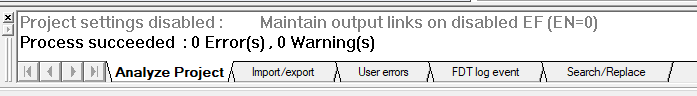 Project settings disabled : Maintain output links on disabled EF (EN=0)
Process succeeded : 0 Error(s) , 0 Warning(s)
Analyze Project Import/export User errors FDT log event Search/Replace